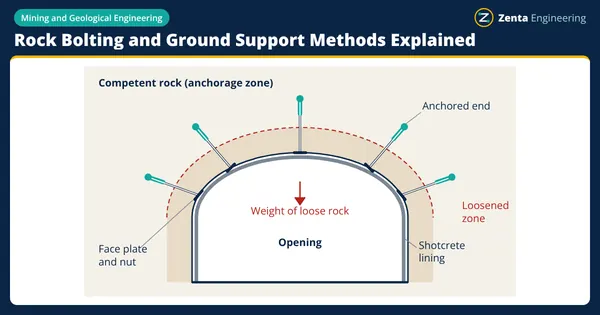 Mining and Geological Engineering
Zenta Engineering
Rock Bolting and Ground Support Methods Explained
Competent rock (anchorage zone)
Anchored end
Weight of loose rock
Loosened
zone
Opening
Face plate
and nut
Shotcrete
lining